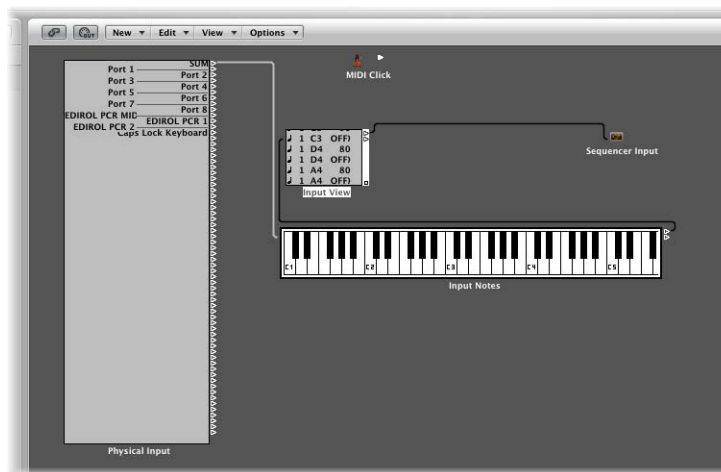 OUT New Edit View Options
SUM
Port 1
Port 2
Port 3
Port 4
Port 5
Port 6
Port 7
Port 8
EDIROL PCR MID
EDIROL PCR 1
EDIROL PCR 2
Caps Lock Keyboard
Physical Input
MIDI Click
1 C3 OFF)
1 D4 80
1 D4 OFF)
1 A4 80
1 A4 OFF)
Input View
Sequencer Input
C1 C2 C3 C4 C5
Input Notes